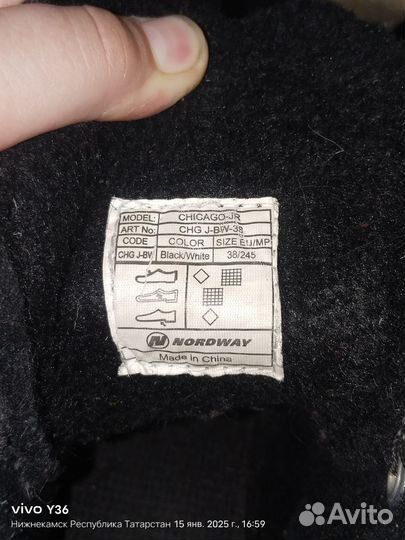 MODEL: CHICAGO-JR
ART No: CHG J-BW-38
CODE COLOR SIZE EU/MP
CHG J-BW Black/White 38/245
NORDWAY
Made in China
vivo Y36
Нижнекамск Республика Татарстан 15 янв. 2025 г., 16:59
Avito